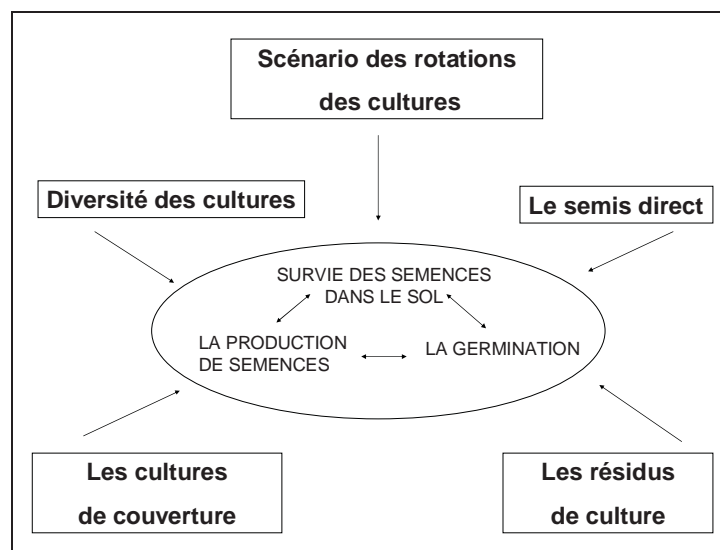 Scénario des rotations
des cultures
Diversité des cultures
Le semis direct
SURVIE DES SEMENCES
DANS LE SOL
LA PRODUCTION
DE SEMENCES
LA GERMINATION
Les cultures
de couverture
Les résidus
de culture